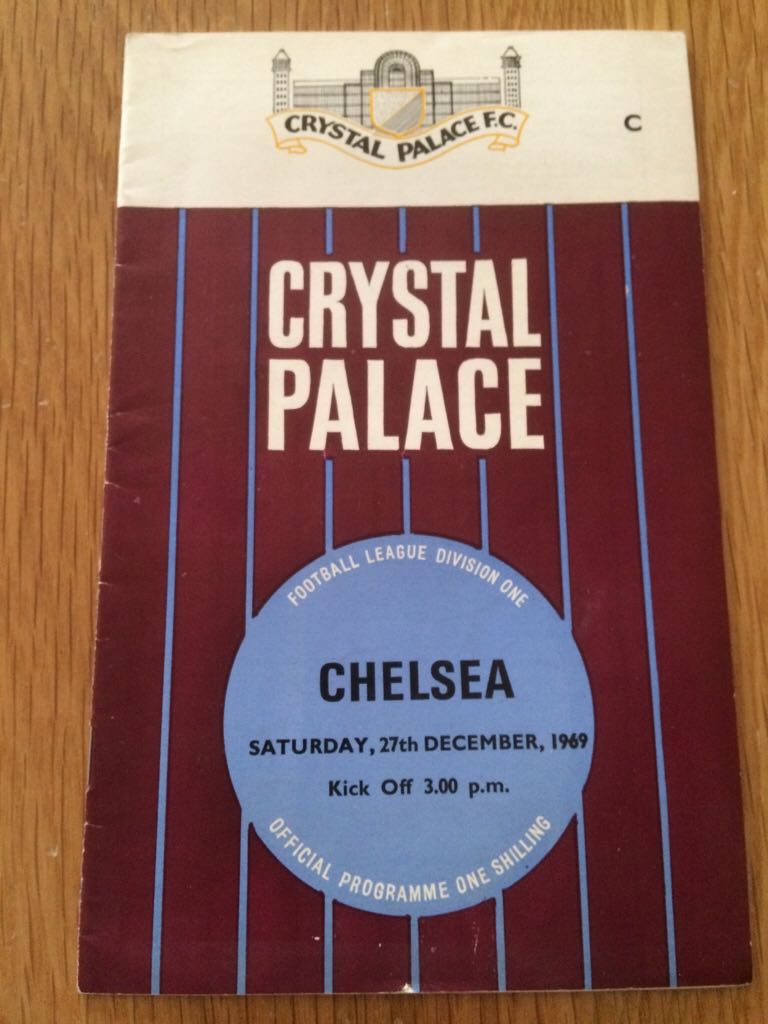 CRYSTAL PALACE F.C.
C
CRYSTAL
PALACE
FOOTBALL LEAGUE DIVISION ONE
CHELSEA
SATURDAY, 27th DECEMBER, 1969
Kick Off 3.00 p.m.
OFFICIAL PROGRAMME ONE SHILLING